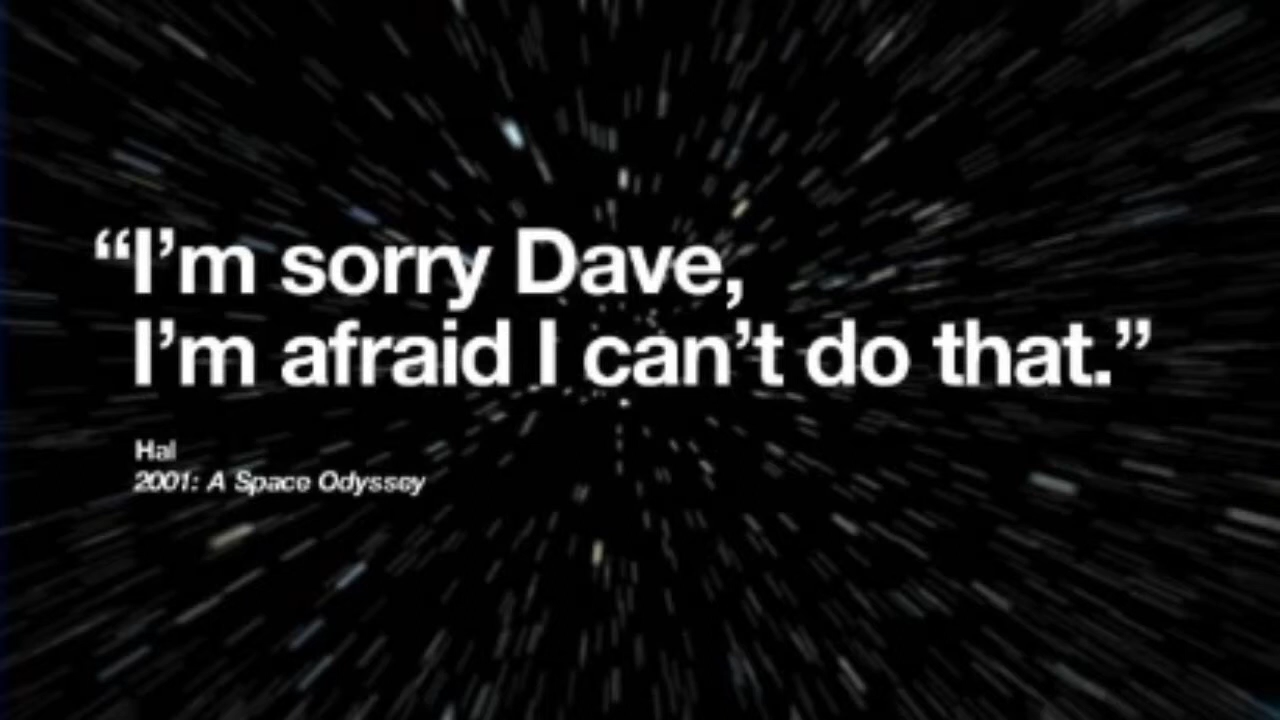 “I’m sorry Dave,
I’m afraid I can’t do that.”
Hal
2001: A Space Odyssey